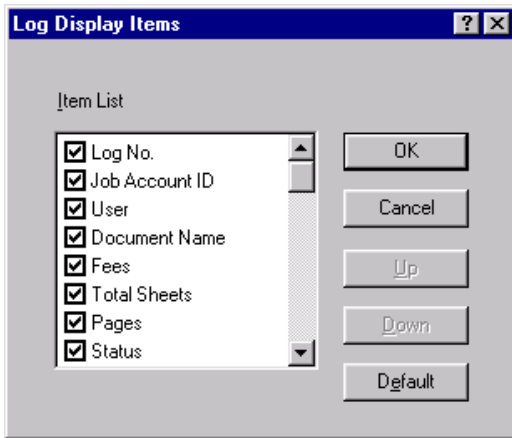 Log Display Items
Item List
Log No.
Job Account ID
User
Document Name
Fees
Total Sheets
Pages
Status
OK
Cancel
Up
Down
Default